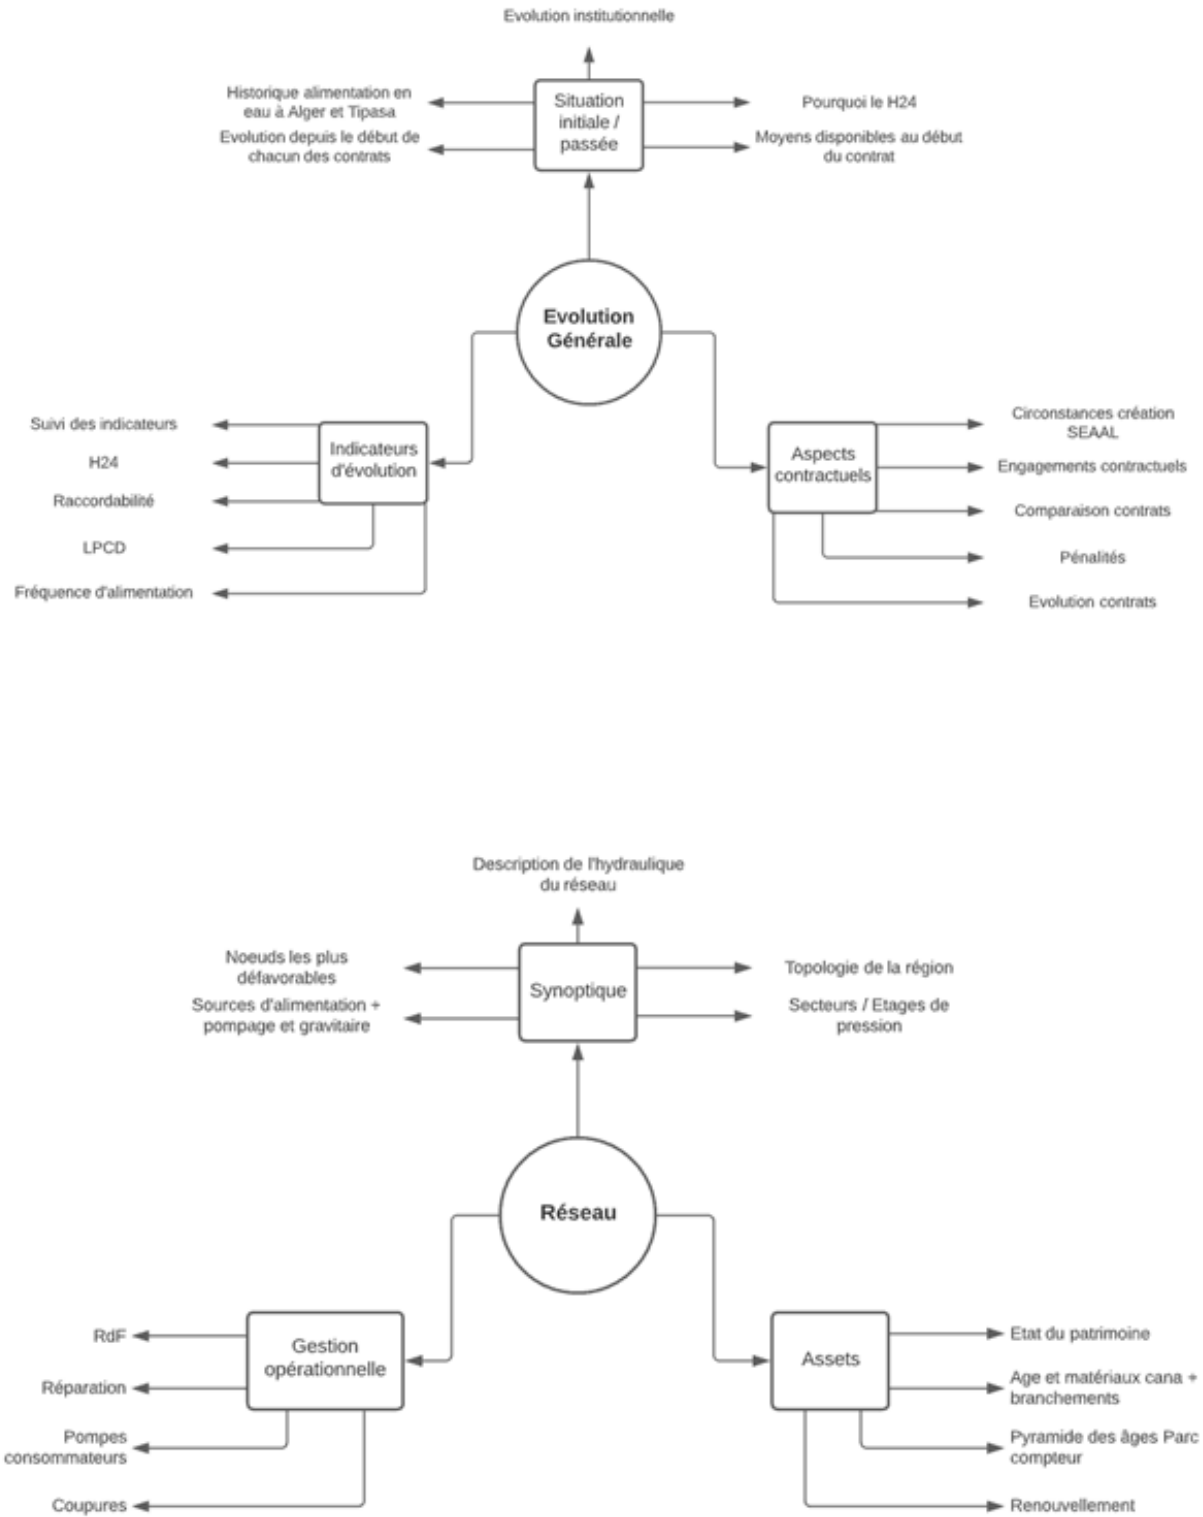 Evolution institutionnelle
Historique alimentation en
eau à Alger et Tipasa
Evolution depuis le début de
chacun des contrats
Situation
initiale /
passée
Pourquoi le H24
Moyens disponibles au début
du contrat
Evolution
Générale
Suivi des indicateurs
H24
Raccordabilité
LPCD
Fréquence d'alimentation
Indicateurs
d'évolution
Aspects
contractuels
Circonstances création
SEAAL
Engagements contractuels
Comparaison contrats
Pénalités
Evolution contrats
Description de l'hydraulique
du réseau
Noeuds les plus
défavorables
Sources d'alimentation +
pompage et gravitaire
Synoptique
Topologie de la région
Secteurs / Etages de
pression
Réseau
RdF
Réparation
Pompes
consommateurs
Coupures
Gestion
opérationnelle
Assets
Etat du patrimoine
Age et matériaux cana +
branchements
Pyramide des âges Parc
compteur
Renouvellement